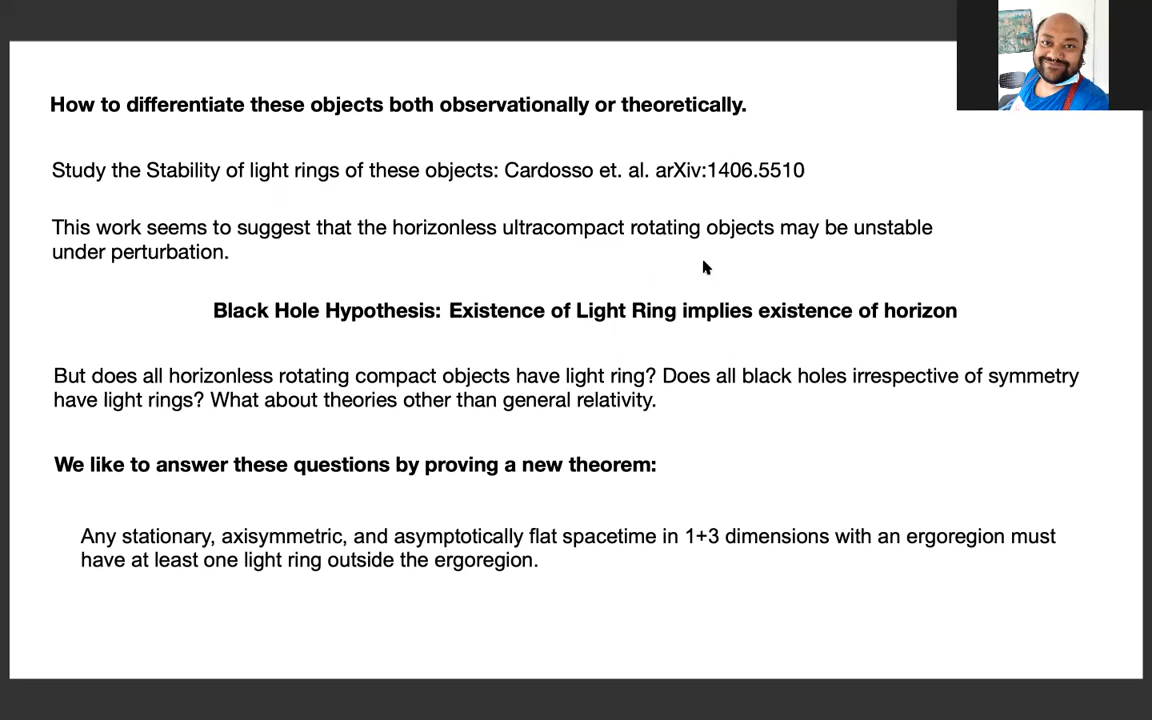 How to differentiate these objects both observationally or theoretically.
Study the Stability of light rings of these objects: Cardosso et. al. arXiv:1406.5510
This work seems to suggest that the horizonless ultracompact rotating objects may be unstable
under perturbation.
Black Hole Hypothesis: Existence of Light Ring implies existence of horizon
But does all horizonless rotating compact objects have light ring? Does all black holes irrespective of symmetry
have light rings? What about theories other than general relativity.
We like to answer these questions by proving a new theorem:
Any stationary, axisymmetric, and asymptotically flat spacetime in 1+3 dimensions with an ergoregion must
have at least one light ring outside the ergoregion.